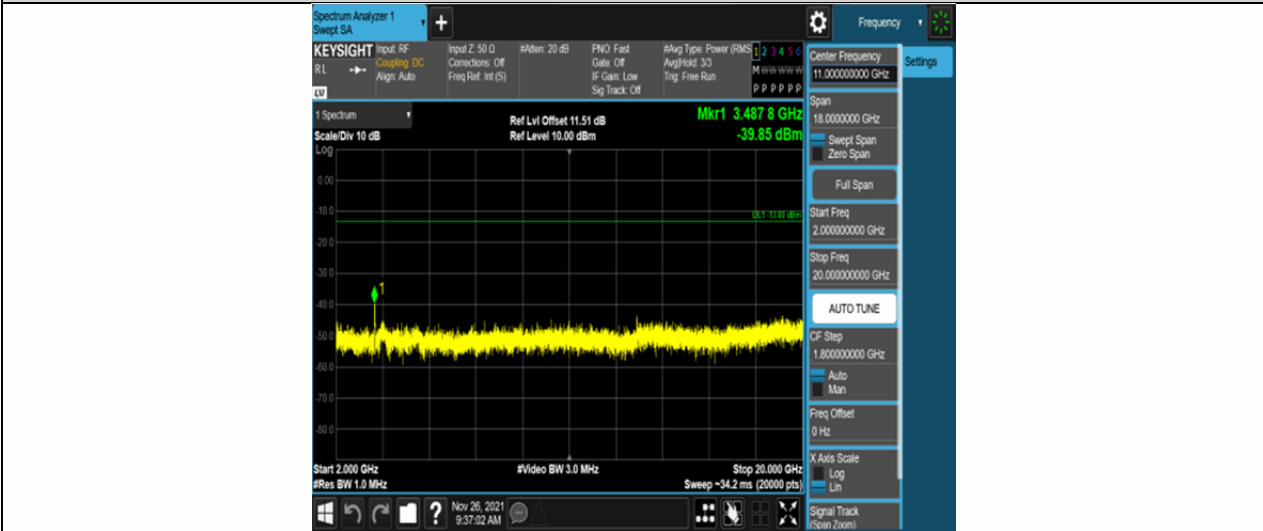 Spectrum Analyzer 1
Swept SA
+
Frequency
KEYSIGHT
Input: RF
Coupling: DC
Align: Auto
RL
LV
Input Z: 50 Ω
Corrections: Off
Freq Ref: Int (S)
#Atten: 20 dB
PNO: Fast
Gate: Off
IF Gain: Low
Sig Track: Off
#Avg Type: Power (RMS
Avg|Hold: 3/3
Trig: Free Run
1 2 3 4 5 6
M W W W W W
P P P P P P
Center Frequency
11.000000000 GHz
Settings
Span
18.0000000 GHz
Swept Span
Zero Span
Full Span
Start Freq
2.000000000 GHz
Stop Freq
20.000000000 GHz
AUTO TUNE
CF Step
1.800000000 GHz
Auto
Man
Freq Offset
0 Hz
X Axis Scale
Log
Lin
Signal Track
(Span Zoom)
1 Spectrum
Scale/Div 10 dB
Ref Lvl Offset 11.51 dB
Ref Level 10.00 dBm
Mkr1 3.487 8 GHz
-39.85 dBm
Log
0.00
-10.0
DL1 -13.00 dBm
-20.0
-30.0
1
-40.0
-50.0
-60.0
-70.0
-80.0
Start 2.000 GHz
#Video BW 3.0 MHz
Stop 20.000 GHz
#Res BW 1.0 MHz
Sweep ~34.2 ms (20000 pts)
?
Nov 26, 2021
9:37:02 AM